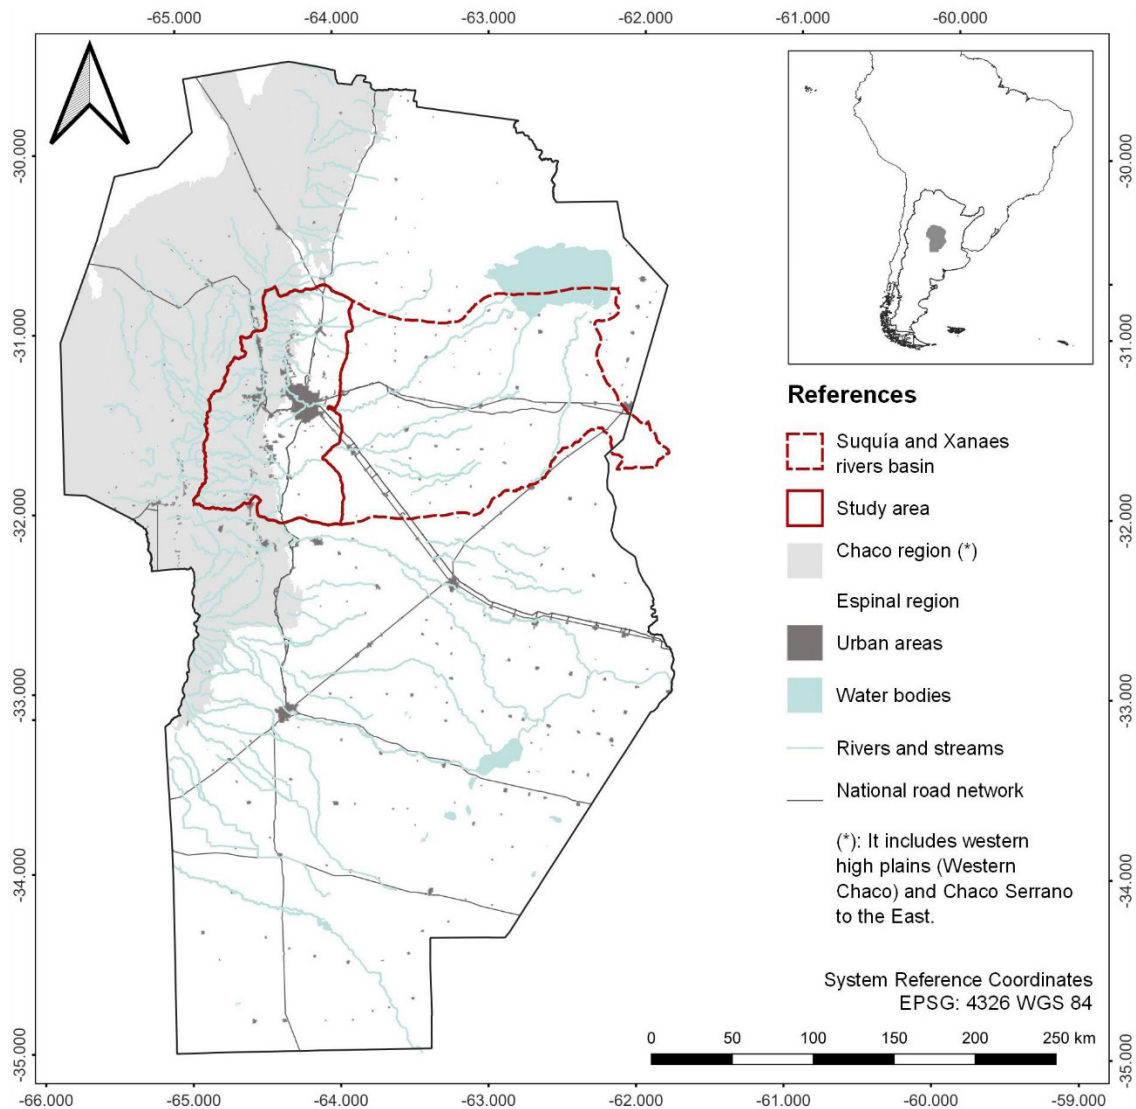 -65.000 -64.000 -63.000 -62.000 -61.000 -60.000
-30.000
-31.000
-32.000
-33.000
-34.000
-35.000
-30.000
-31.000
-32.000
-33.000
-34.000
-35.000
References
Suquía and Xanaes
rivers basin
Study area
Chaco region (*)
Espinal region
Urban areas
Water bodies
Rivers and streams
National road network
(*): It includes western
high plains (Western
Chaco) and Chaco Serrano
to the East.
System Reference Coordinates
EPSG: 4326 WGS 84
0 50 100 150 200 250 km
-66.000 -65.000 -64.000 -63.000 -62.000 -61.000 -60.000 -59.000